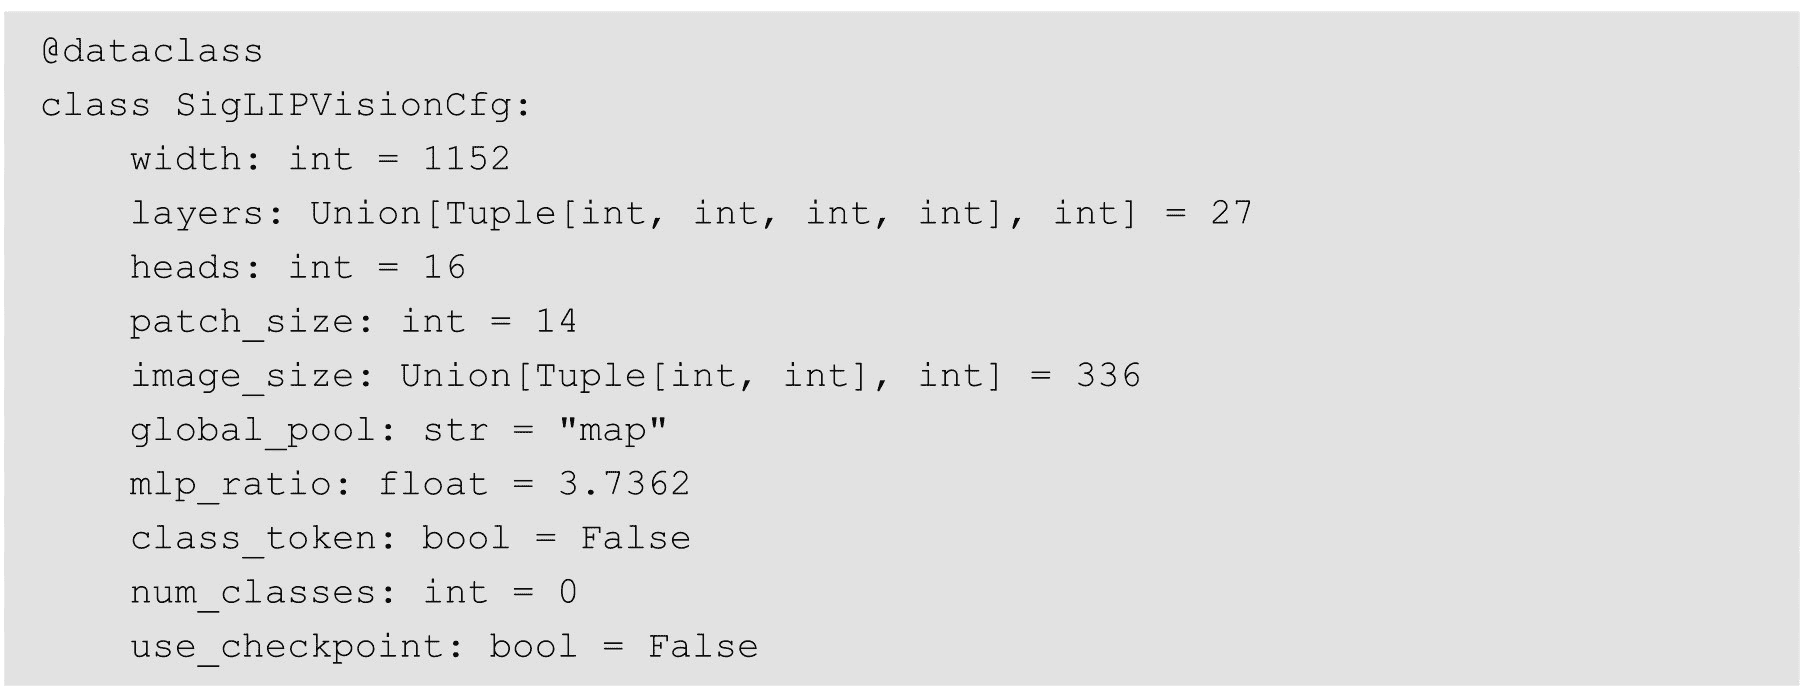 @dataclass
class SigLIPVisionCfg:
    width: int = 1152
    layers: Union[Tuple[int, int, int, int], int] = 27
    heads: int = 16
    patch_size: int = 14
    image_size: Union[Tuple[int, int], int] = 336
    global_pool: str = "map"
    mlp_ratio: float = 3.7362
    class_token: bool = False
    num_classes: int = 0
    use_checkpoint: bool = False